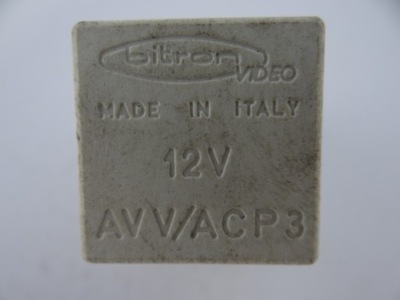 bitron VIDEO
MADE IN ITALY
12V
AVV/ACP3